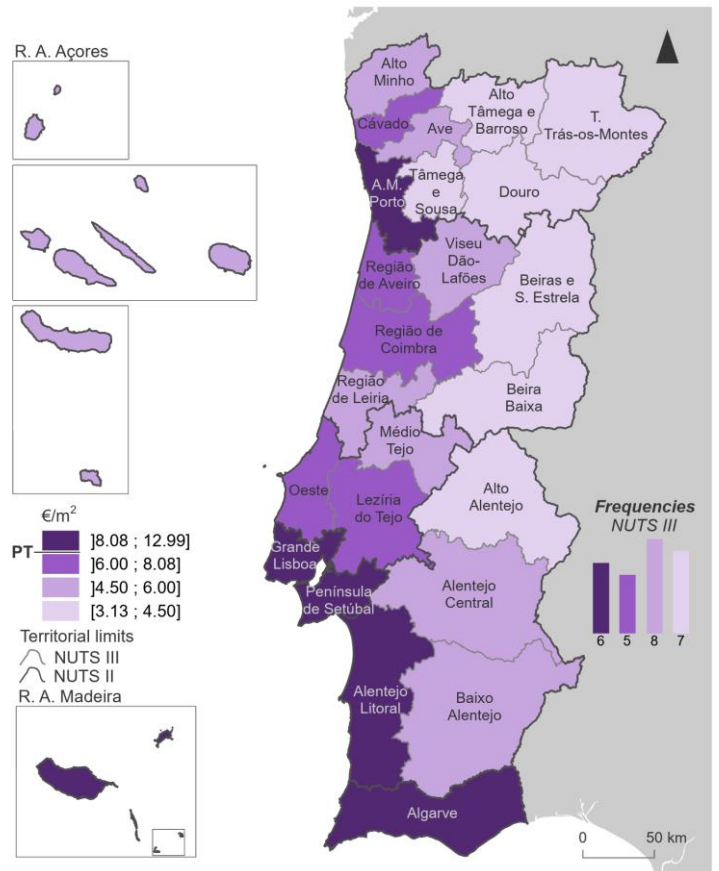 R. A. Açores
Alto
Minho
Cávado
Ave
Alto
Tâmega e
Barroso
T.
Trás-os-Montes
A.M.
Porto
Tâmega
e
Sousa
Douro
Região
de Aveiro
Viseu
Dão-
Lafões
Beiras e
S. Estrela
Região de
Coimbra
Região
de Leiria
Beira
Baixa
Médio
Tejo
Oeste
Lezíria
do Tejo
Alto
Alentejo
Grande
Lisboa
Península
de Setúbal
Alentejo
Central
Alentejo
Litoral
Baixo
Alentejo
Algarve
€/m²
]8.08 ; 12.99]
PT
]6.00 ; 8.08]
]4.50 ; 6.00]
[3.13 ; 4.50]
Territorial limits
NUTS III
NUTS II
R. A. Madeira
Frequencies
NUTS III
6 5 8 7
0 50 km